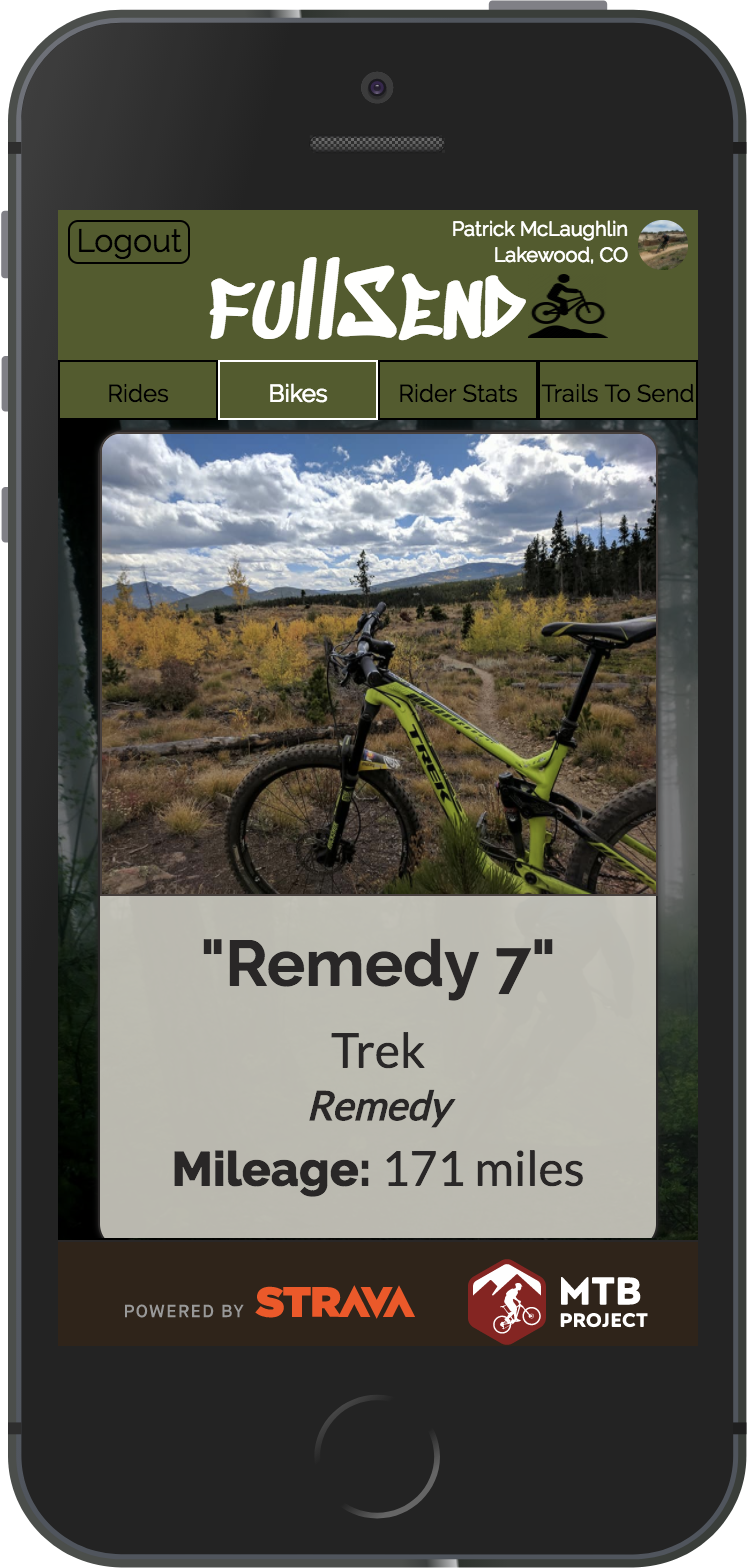 Logout
Patrick McLaughlin
Lakewood, CO
FullSEND
Rides
Bikes
Rider Stats
Trails To Send
TREK
"Remedy 7"
Trek
Remedy
Mileage: 171 miles
POWERED BY STRAVA
MTB
PROJECT